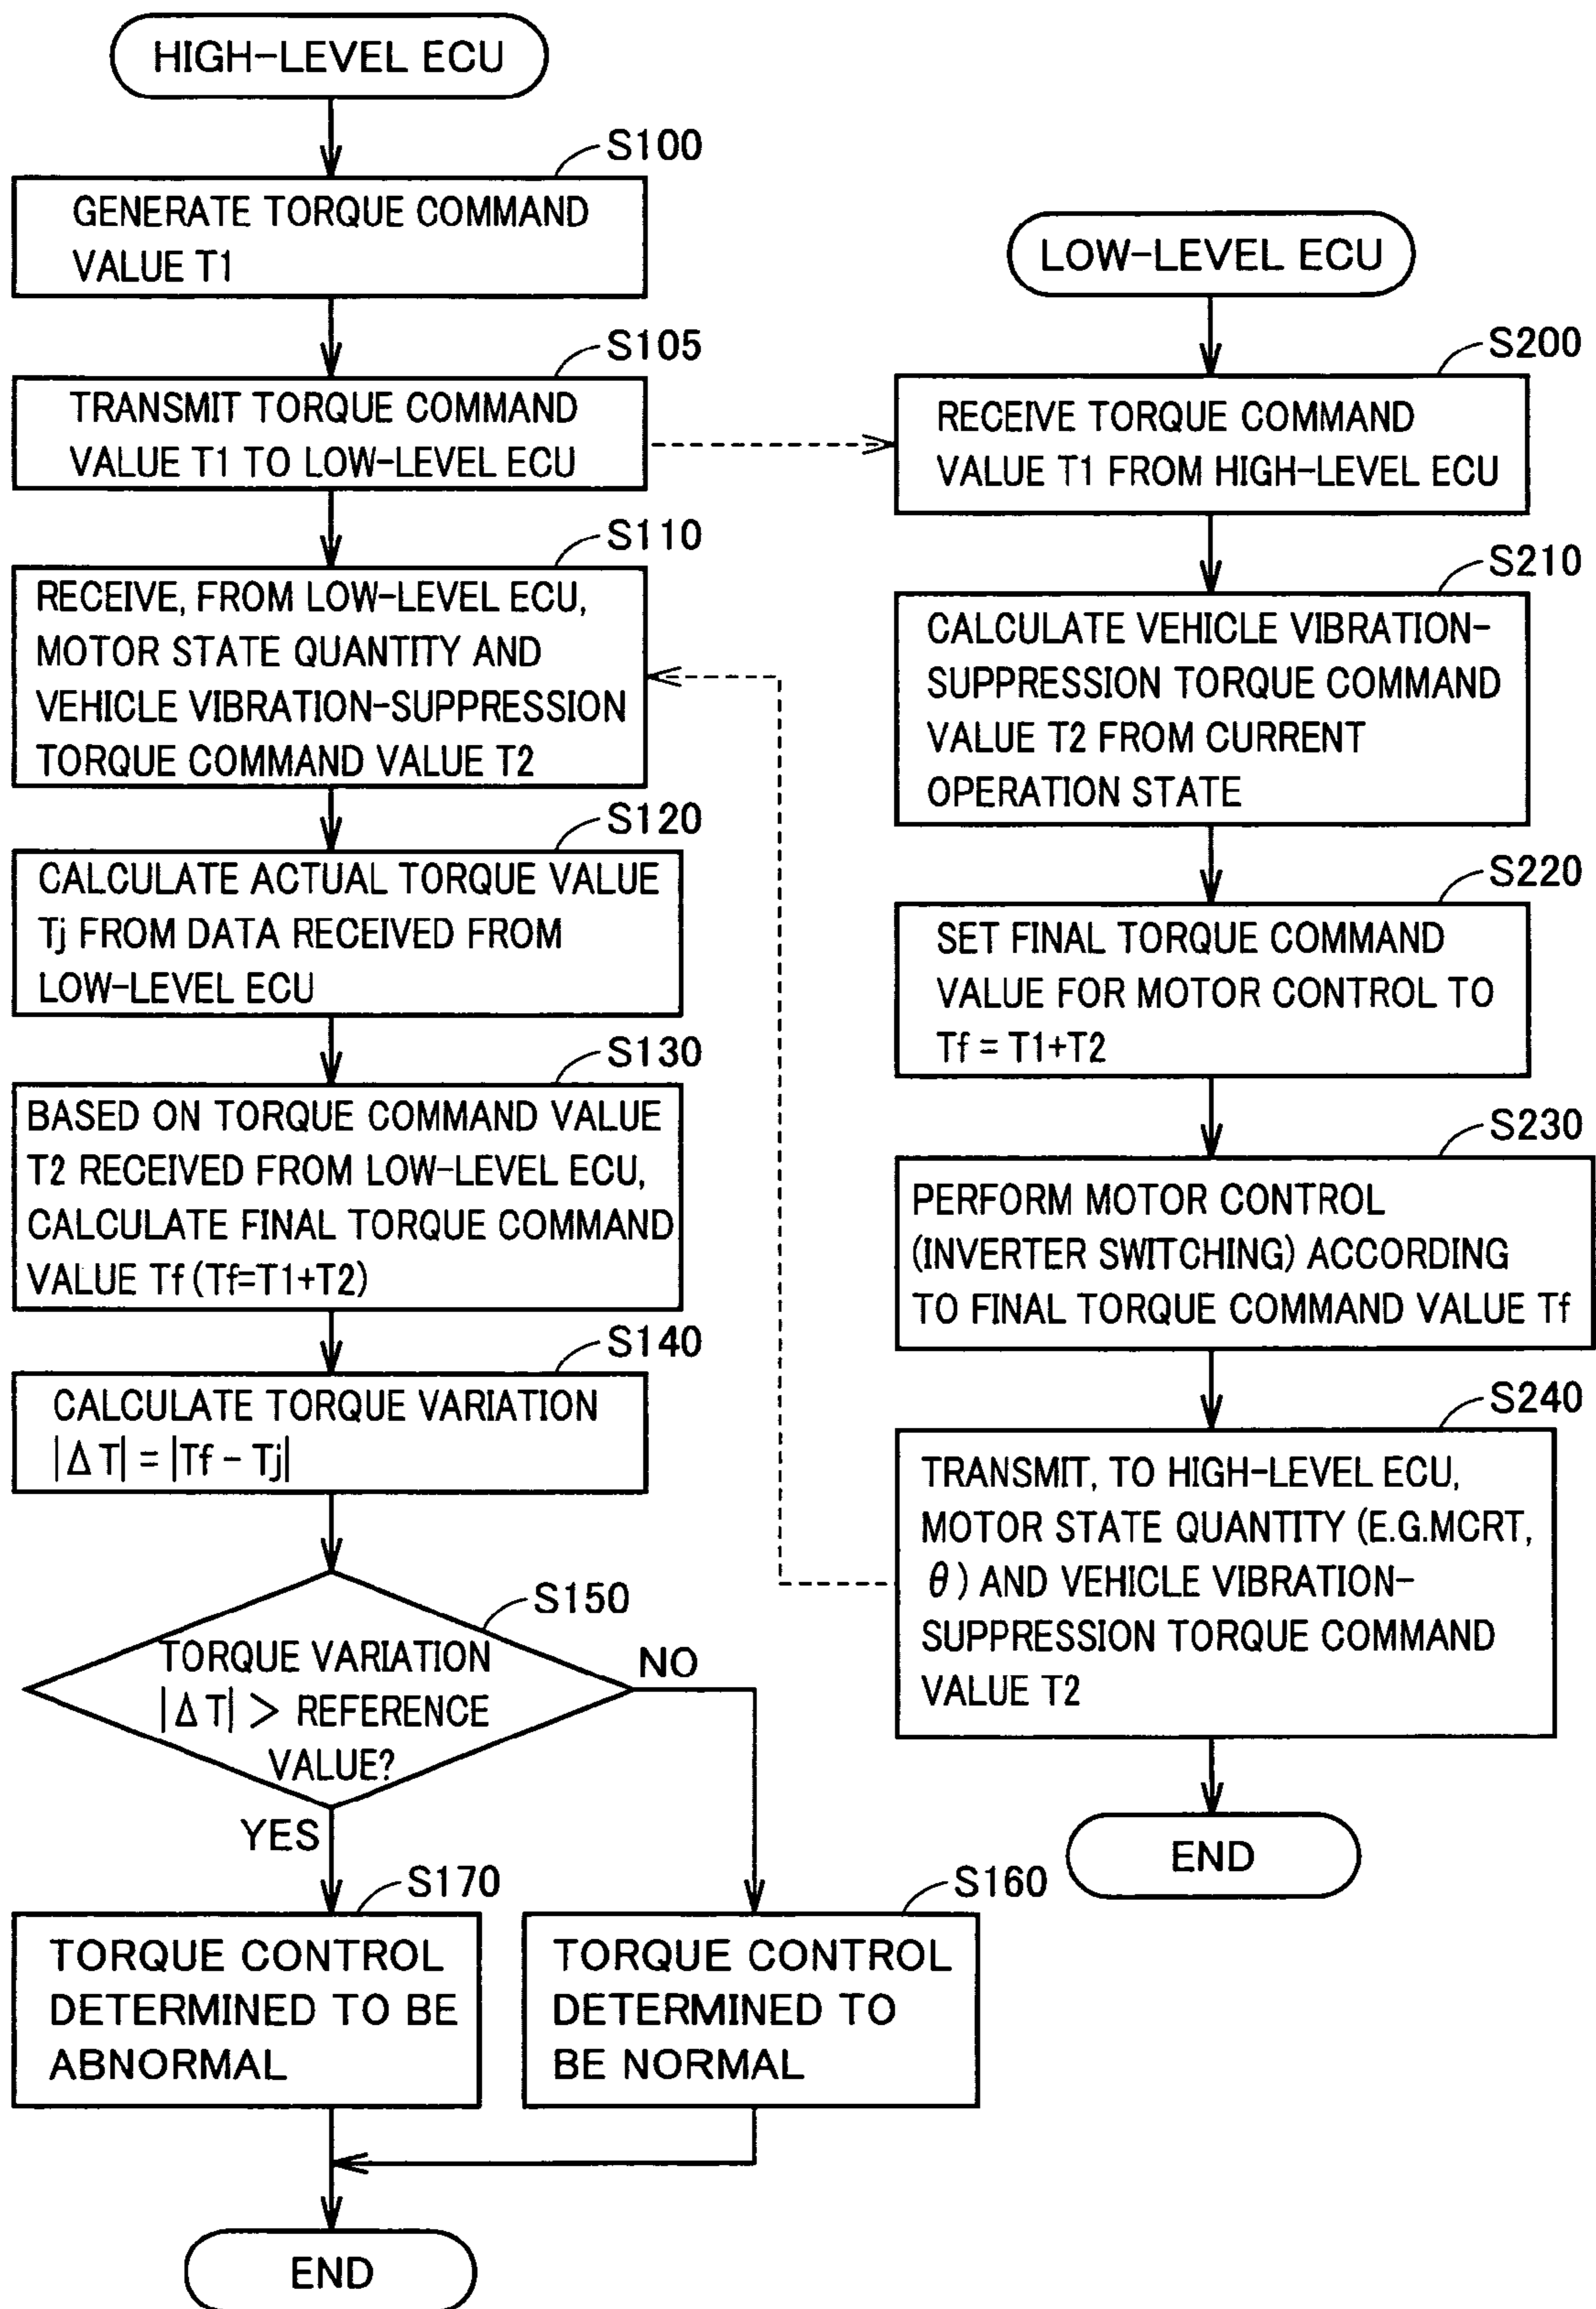 HIGH-LEVEL ECU
S100
GENERATE TORQUE COMMAND
VALUE T1
S105
TRANSMIT TORQUE COMMAND
VALUE T1 TO LOW-LEVEL ECU
S110
RECEIVE, FROM LOW-LEVEL ECU,
MOTOR STATE QUANTITY AND
VEHICLE VIBRATION-SUPPRESSION
TORQUE COMMAND VALUE T2
S120
CALCULATE ACTUAL TORQUE VALUE
Tj FROM DATA RECEIVED FROM
LOW-LEVEL ECU
S130
BASED ON TORQUE COMMAND VALUE
T2 RECEIVED FROM LOW-LEVEL ECU,
CALCULATE FINAL TORQUE COMMAND
VALUE Tf (Tf=T1+T2)
S140
CALCULATE TORQUE VARIATION
|ΔT| = |Tf - Tj|
S150
TORQUE VARIATION
|ΔT| > REFERENCE
VALUE?
NO
YES
S170
TORQUE CONTROL
DETERMINED TO BE
ABNORMAL
S160
TORQUE CONTROL
DETERMINED TO
BE NORMAL
END
LOW-LEVEL ECU
S200
RECEIVE TORQUE COMMAND
VALUE T1 FROM HIGH-LEVEL ECU
S210
CALCULATE VEHICLE VIBRATION-
SUPPRESSION TORQUE COMMAND
VALUE T2 FROM CURRENT
OPERATION STATE
S220
SET FINAL TORQUE COMMAND
VALUE FOR MOTOR CONTROL TO
Tf = T1+T2
S230
PERFORM MOTOR CONTROL
(INVERTER SWITCHING) ACCORDING
TO FINAL TORQUE COMMAND VALUE Tf
S240
TRANSMIT, TO HIGH-LEVEL ECU,
MOTOR STATE QUANTITY (E.G.MCRT,
θ) AND VEHICLE VIBRATION-
SUPPRESSION TORQUE COMMAND
VALUE T2
END